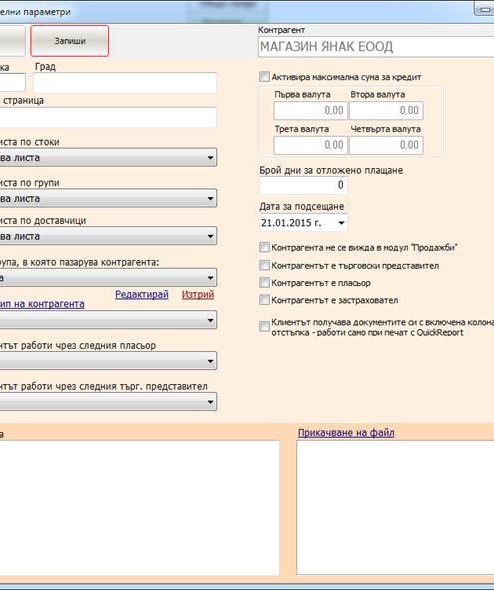 елни параметри
Запиши
Контрагент
МАГАЗИН ЯНАК ЕООД
ка Град
страница
иста по стоки
ва листа
иста по групи
ва листа
иста по доставчици
ва листа
упа, в която пазарува контрагента:
а
Редактирай Изтрий
ип на контрагента
нтът работи чрез следния пласьор
нтът работи чрез следния търг. представител
Активира максимална сума за кредит
Първа валута Втора валута
0,00 0,00
Трета валута Четвърта валута
0,00 0,00
Брой дни за отложено плащане
0
Дата за подсещане
21.01.2015 г.
Контрагента не се вижда в модул "Продажби"
Контрагентът е търговски представител
Контрагентът е пласьор
Контрагентът е застраховател
Клиентът получава документите си с включена колона
отстъпка - работи само при печат с QuickReport
а
Прикачване на файл